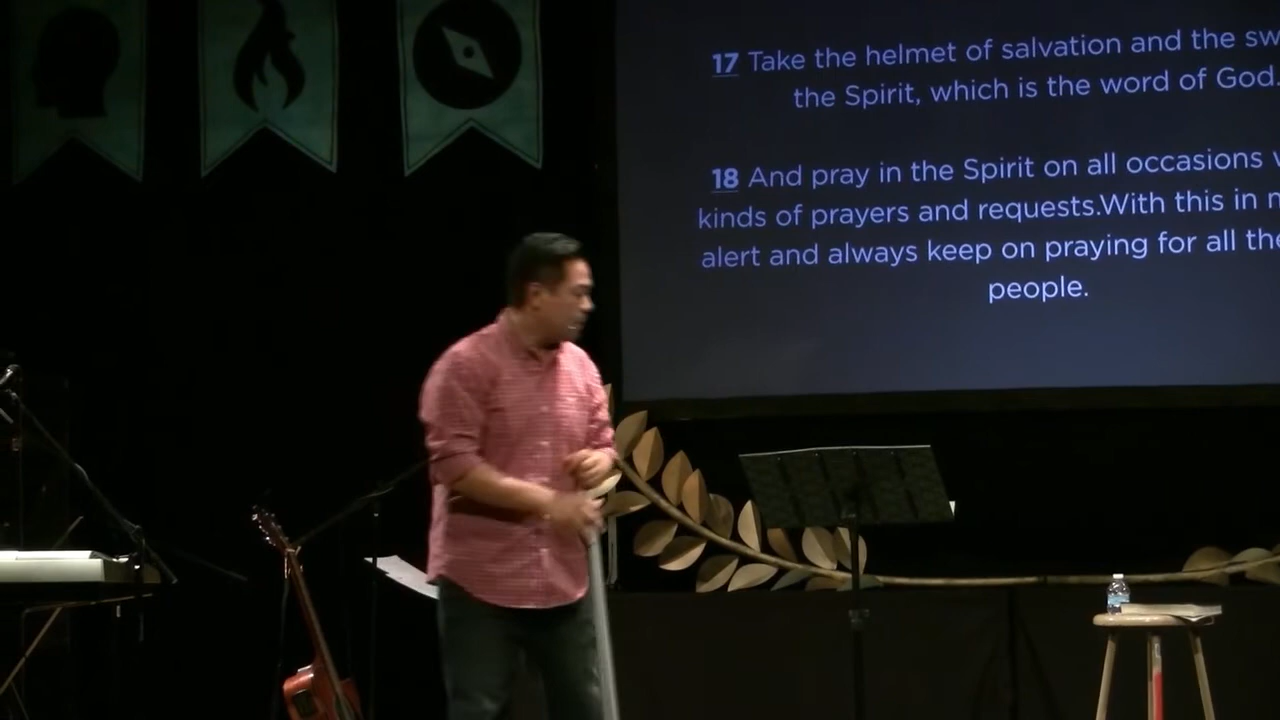 17 Take the helmet of salvation and the
the Spirit, which is the word of God.
18 And pray in the Spirit on all occasions
kinds of prayers and requests.With this in
alert and always keep on praying for all
people.